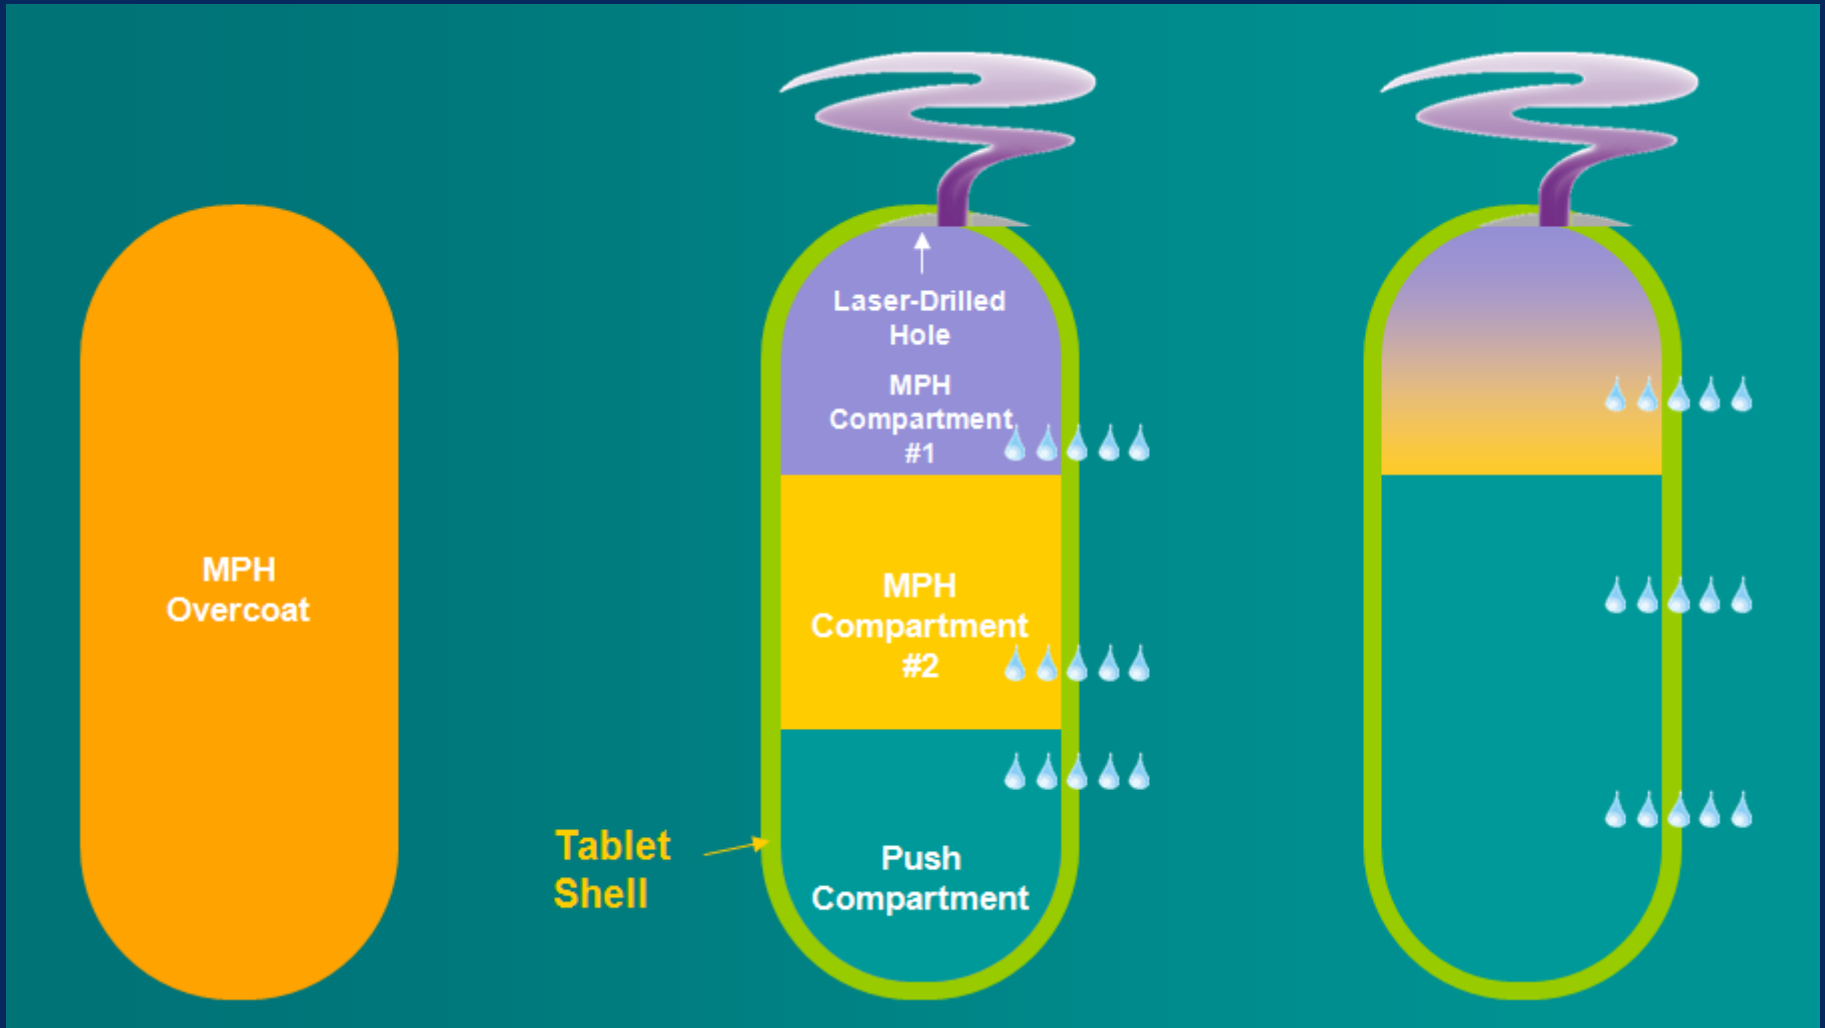 MPH
Overcoat
Laser-Drilled
Hole
MPH
Compartment
#1
MPH
Compartment
#2
Push
Compartment
Tablet
Shell